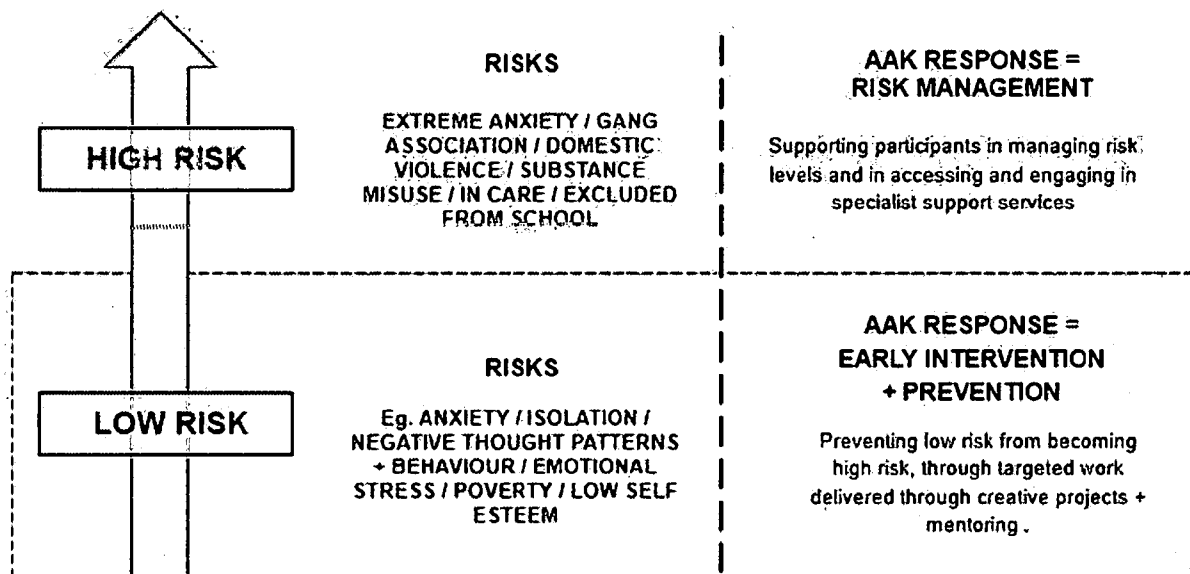 HIGH RISK
RISKS
EXTREME ANXIETY / GANG
ASSOCIATION / DOMESTIC
VIOLENCE / SUBSTANCE
MISUSE / IN CARE / EXCLUDED
FROM SCHOOL
AAK RESPONSE =
RISK MANAGEMENT
Supporting participants in managing risk
levels and in accessing and engaging in
specialist support services
LOW RISK
RISKS
Eg. ANXIETY / ISOLATION /
NEGATIVE THOUGHT PATTERNS
+ BEHAVIOUR / EMOTIONAL
STRESS / POVERTY / LOW SELF
ESTEEM
AAK RESPONSE =
EARLY INTERVENTION
+ PREVENTION
Preventing low risk from becoming
high risk, through targeted work
delivered through creative projects +
mentoring .